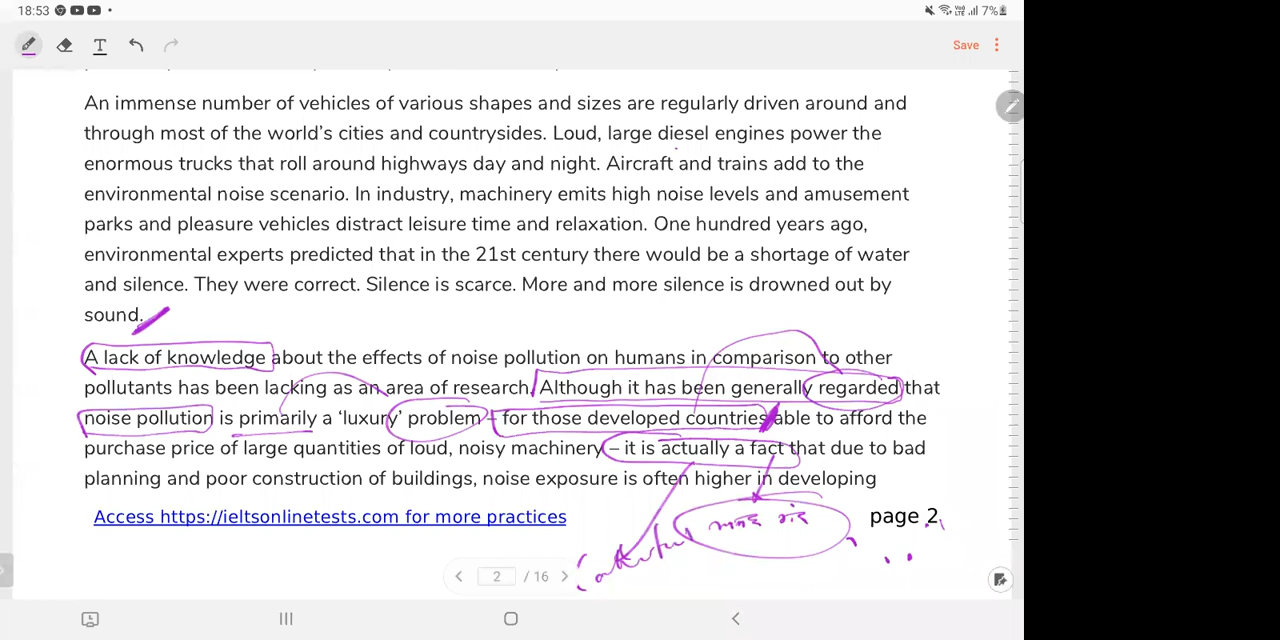 18:53
7%
Save
An immense number of vehicles of various shapes and sizes are regularly driven around and
through most of the world's cities and countrysides. Loud, large diesel engines power the
enormous trucks that roll around highways day and night. Aircraft and trains add to the
environmental noise scenario. In industry, machinery emits high noise levels and amusement
parks and pleasure vehicles distract leisure time and relaxation. One hundred years ago,
environmental experts predicted that in the 21st century there would be a shortage of water
and silence. They were correct. Silence is scarce. More and more silence is drowned out by
sound.
A lack of knowledge about the effects of noise pollution on humans in comparison to other
pollutants has been lacking as an area of research. Although it has been generally regarded that
noise pollution is primarily a ‘luxury’ problem – for those developed countries able to afford the
purchase price of large quantities of loud, noisy machinery – it is actually a fact that due to bad
planning and poor construction of buildings, noise exposure is often higher in developing
Access https://ieltsonlinetests.com for more practices
page 2
2 / 16